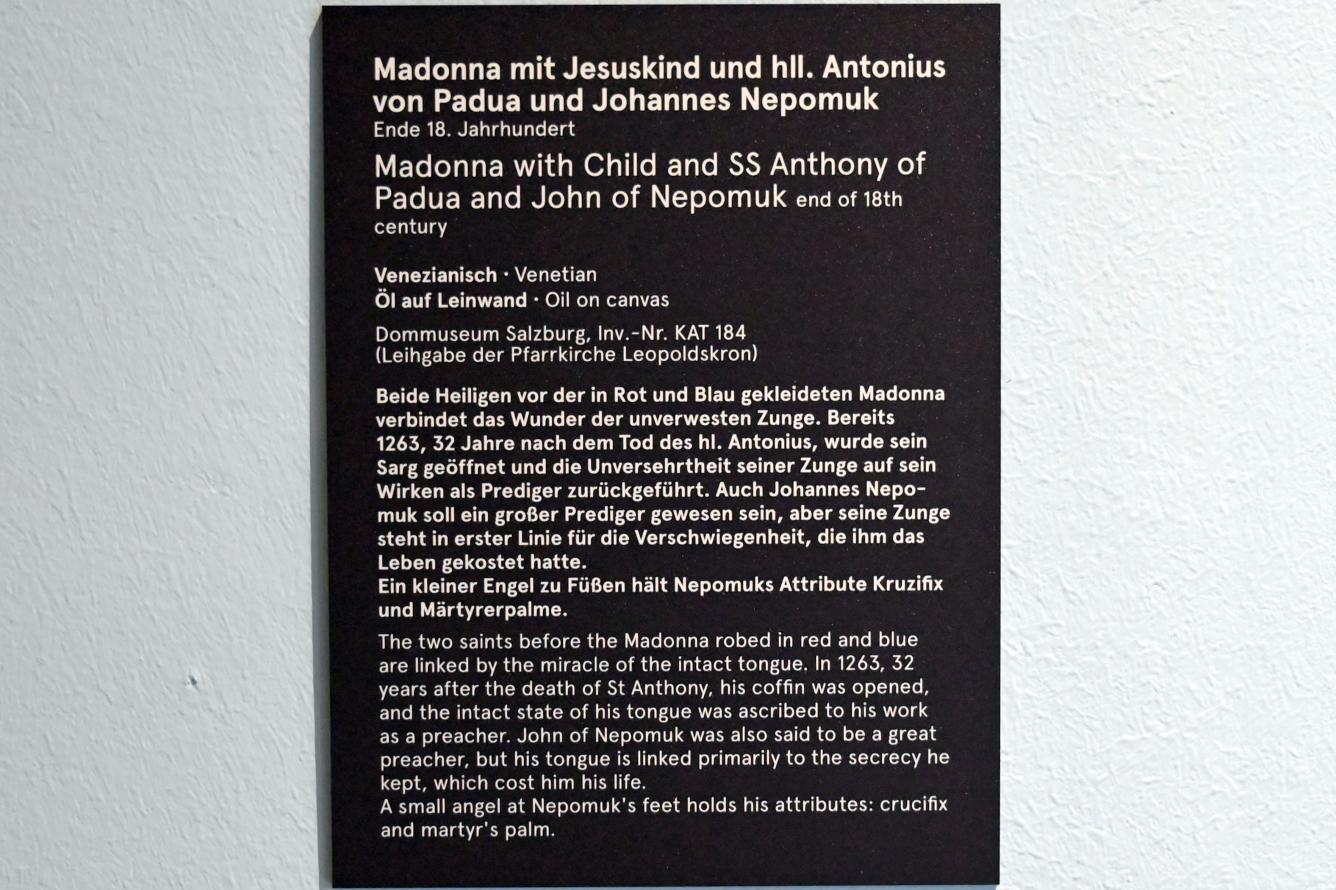 Madonna mit Jesuskind und hll. Antonius
von Padua und Johannes Nepomuk
Ende 18. Jahrhundert
Madonna with Child and SS Anthony of
Padua and John of Nepomuk end of 18th
century
Venezianisch · Venetian
Öl auf Leinwand · Oil on canvas
Dommuseum Salzburg, Inv.-Nr. KAT 184
(Leihgabe der Pfarrkirche Leopoldskron)
Beide Heiligen vor der in Rot und Blau gekleideten Madonna
verbindet das Wunder der unverwesten Zunge. Bereits
1263, 32 Jahre nach dem Tod des hl. Antonius, wurde sein
Sarg geöffnet und die Unversehrtheit seiner Zunge auf sein
Wirken als Prediger zurückgeführt. Auch Johannes Nepo-
muk soll ein großer Prediger gewesen sein, aber seine Zunge
steht in erster Linie für die Verschwiegenheit, die ihm das
Leben gekostet hatte.
Ein kleiner Engel zu Füßen hält Nepomuks Attribute Kruzifix
und Märtyrerpalme.
The two saints before the Madonna robed in red and blue
are linked by the miracle of the intact tongue. In 1263, 32
years after the death of St Anthony, his coffin was opened,
and the intact state of his tongue was ascribed to his work
as a preacher. John of Nepomuk was also said to be a great
preacher, but his tongue is linked primarily to the secrecy he
kept, which cost him his life.
A small angel at Nepomuk's feet holds his attributes: crucifix
and martyr's palm.